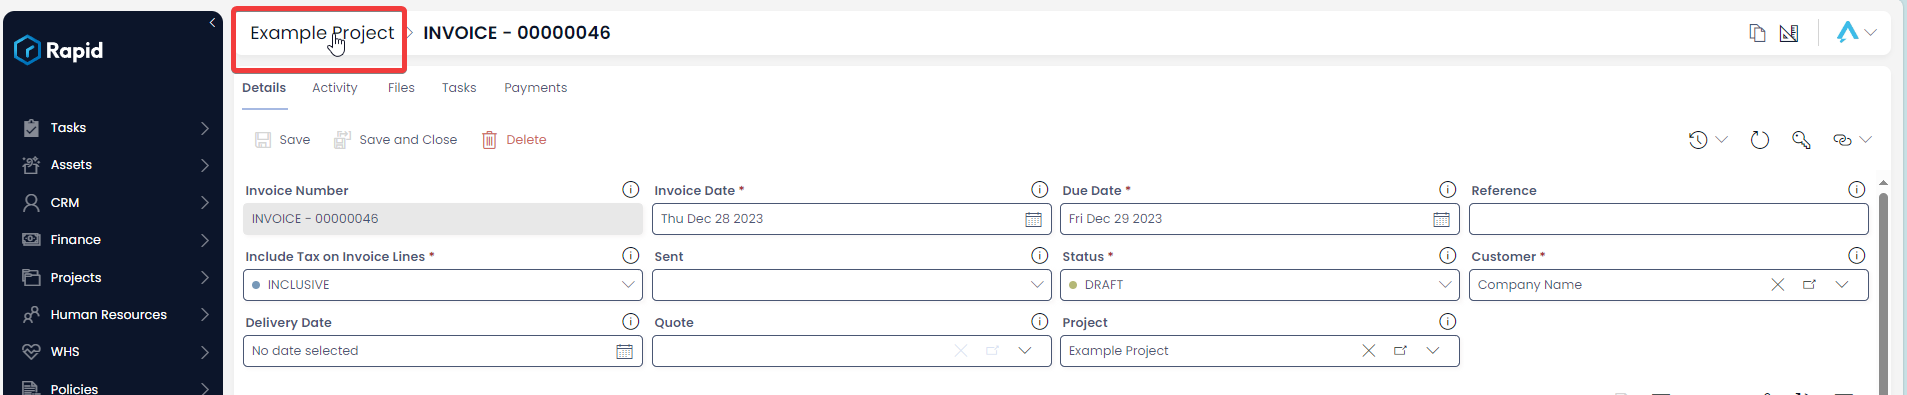 Rapid
Example Project > INVOICE - 00000046
Tasks
Assets
CRM
Finance
Projects
Human Resources
WHS
Policies
Details Activity Files Tasks Payments
Save Save and Close Delete
Invoice Number Invoice Date * Due Date * Reference
INVOICE - 00000046 Thu Dec 28 2023 Fri Dec 29 2023
Include Tax on Invoice Lines * Sent Status * Customer *
INCLUSIVE DRAFT Company Name
Delivery Date Quote Project
No date selected Example Project